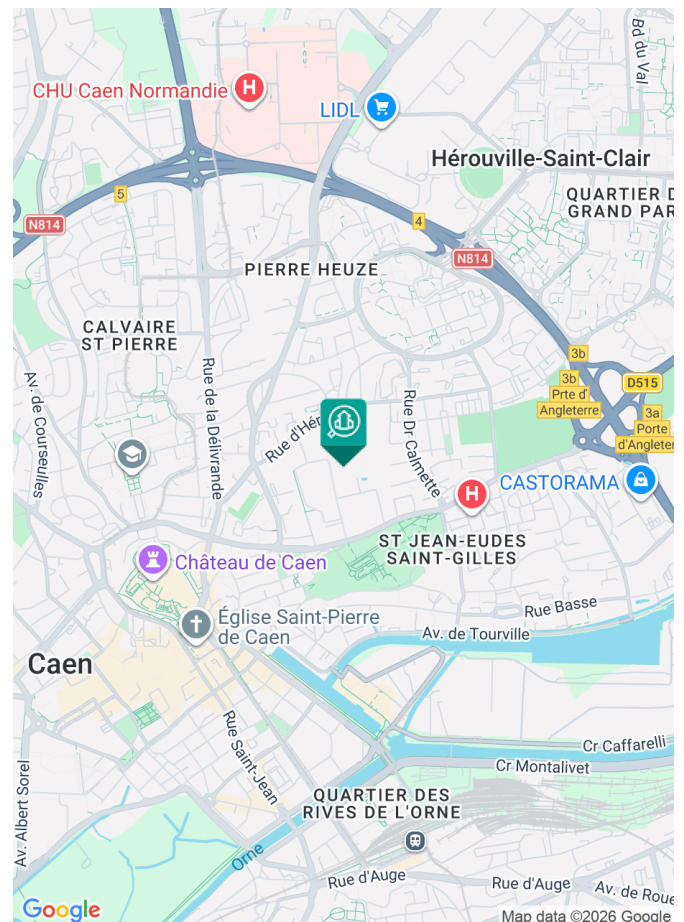 CHU Caen Normandie
H
LIDL
Bd du Val
Hérouville-Saint-Clair
QUARTIER D
GRAND PAR
5
N814
4
N814
PIERRE HEUZE
CALVAIRE
ST PIERRE
3b
3b
Prte d'
Angleterre
D515
3a
Porte
d'Angleter
Av. de Courseulles
Rue de la Délivrande
Rue d'Hér
Rue Dr Calmette
H
CASTORAMA
ST JEAN-EUDES
SAINT-GILLES
Château de Caen
Rue Basse
Église Saint-Pierre
de Caen
Av. de Tourville
Caen
Rue Saint-Jean
Cr Caffarelli
Cr Montalivet
Av. Albert Sorel
QUARTIER DES
RIVES DE L'ORNE
Orne
Rue d'Auge
Rue d'Auge
Av. de Roue
Google
Map data ©2026 Google